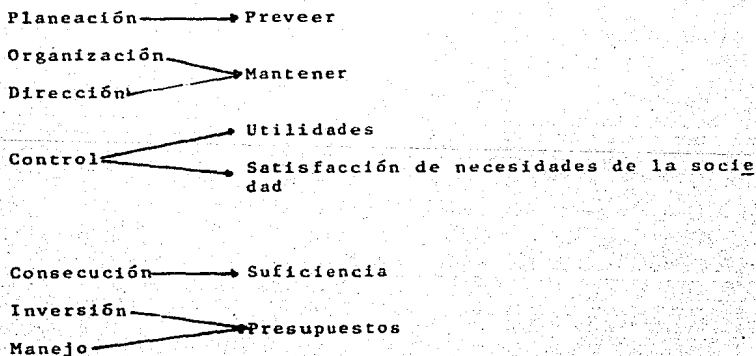 Planeación Preveer
Organización
Mantener
Dirección
Utilidades
Control
Satisfacción de necesidades de la socie
dad
Consecución Suficiencia
Inversión
Presupuestos
Manejo